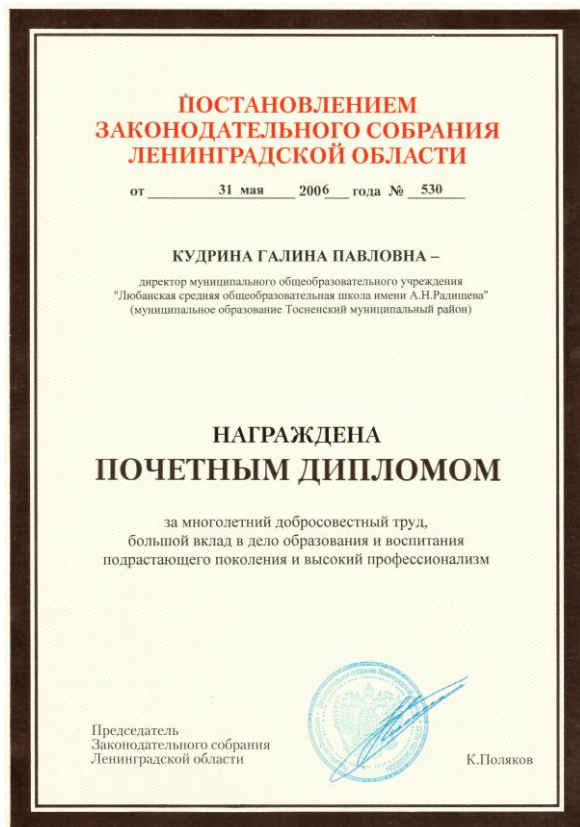 ПОСТАНОВЛЕНИЕМ
ЗАКОНОДАТЕЛЬНОГО СОБРАНИЯ
ЛЕНИНГРАДСКОЙ ОБЛАСТИ
от 31 мая 2006 года № 530
КУДРИНА ГАЛИНА ПАВЛОВНА –
директор муниципального общеобразовательного учреждения
"Любанская средняя общеобразовательная школа имени А.Н.Радищева"
(муниципальное образование Тосненский муниципальный район)
НАГРАЖДЕНА
ПОЧЕТНЫМ ДИПЛОМОМ
за многолетний добросовестный труд,
большой вклад в дело образования и воспитания
подрастающего поколения и высокий профессионализм
Председатель
Законодательного собрания
Ленинградской области
К.Поляков